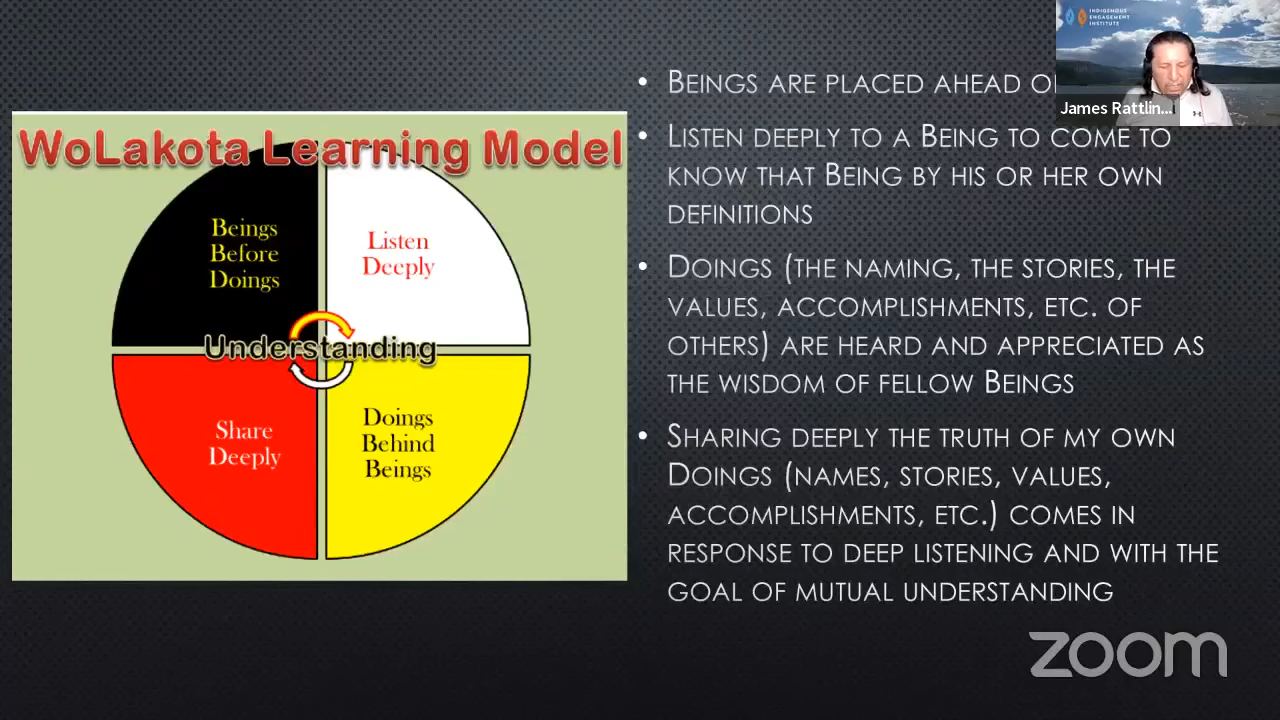 WoLakota Learning Model
Beings
Before
Doings
Listen
Deeply
Understanding
Share
Deeply
Doings
Behind
Beings
• BEINGS ARE PLACED AHEAD
• LISTEN DEEPLY TO A BEING TO COME TO
KNOW THAT BEING BY HIS OR HER OWN
DEFINITIONS
• DOINGS (THE NAMING, THE STORIES, THE
VALUES, ACCOMPLISHMENTS, ETC. OF
OTHERS) ARE HEARD AND APPRECIATED AS
THE WISDOM OF FELLOW BEINGS
• SHARING DEEPLY THE TRUTH OF MY OWN
DOINGS (NAMES, STORIES, VALUES,
ACCOMPLISHMENTS, ETC.) COMES IN
RESPONSE TO DEEP LISTENING AND WITH THE
GOAL OF MUTUAL UNDERSTANDING
INDIGENOUS
ENGAGEMENT
INSTITUTE
James Rattlin...
zoom